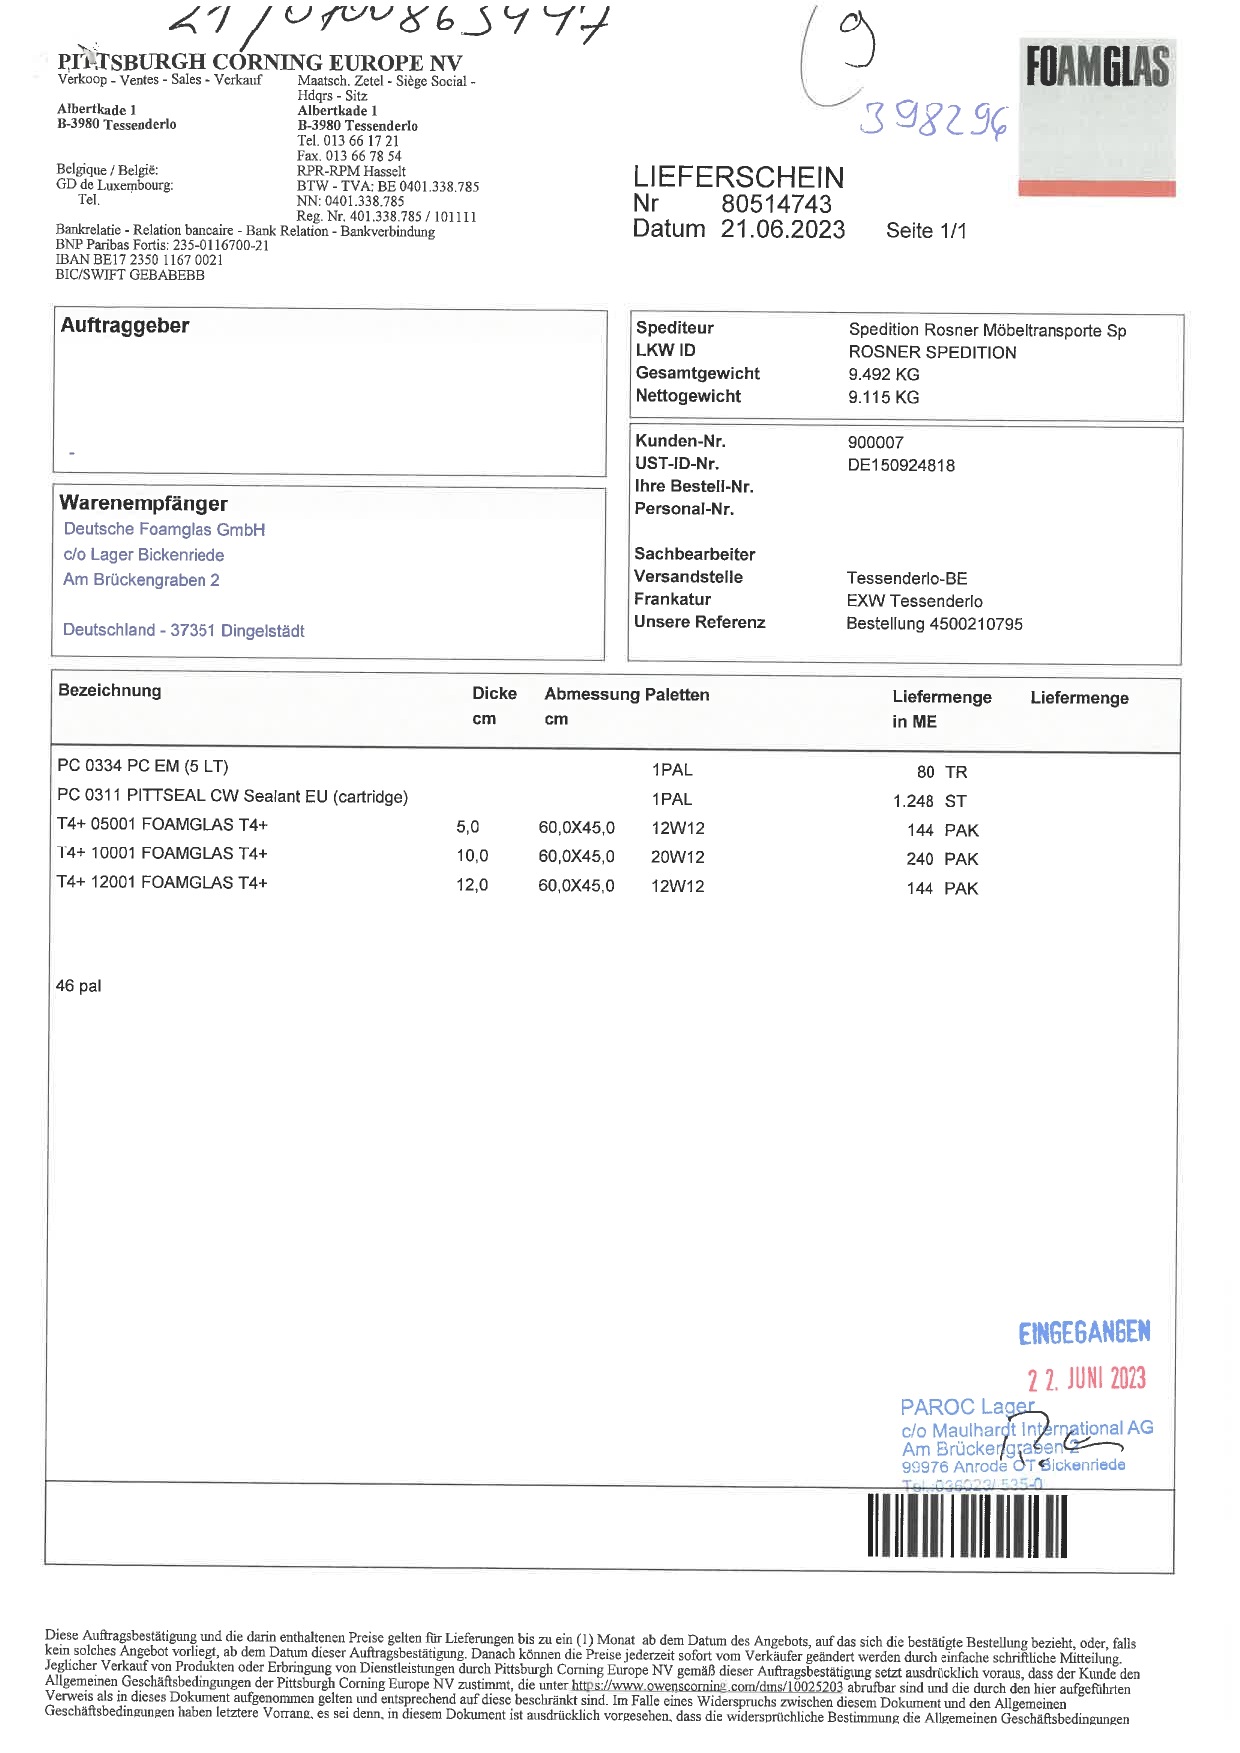 398296
FOAMGLAS
PITTSBURGH CORNING EUROPE NV
Verkoop - Ventes - Sales - Verkauf
Albertkade 1
B-3980 Tessenderlo
Belgique / België:
GD de Luxembourg:
Tel.
Maatsch. Zetel - Siège Social -
Hdqrs - Sitz
Albertkade 1
B-3980 Tessenderlo
Tel. 013 66 17 21
Fax. 013 66 78 54
RPR-RPM Hasselt
BTW - TVA: BE 0401.338.785
NN: 0401.338.785
Reg. Nr. 401.338.785 / 101111
Bankrelatie - Relation bancaire - Bank Relation - Bankverbindung
BNP Paribas Fortis: 235-0116700-21
IBAN BE17 2350 1167 0021
BIC/SWIFT GEBABEBB
LIEFERSCHEIN
Nr 80514743
Datum 21.06.2023 Seite 1/1
Auftraggeber
-
Warenempfänger
Deutsche Foamglas GmbH
c/o Lager Bickenriede
Am Brückengraben 2
Deutschland - 37351 Dingelstädt
Spediteur Spedition Rosner Möbeltransporte Sp
LKW ID ROSNER SPEDITION
Gesamtgewicht 9.492 KG
Nettogewicht 9.115 KG
Kunden-Nr. 900007
UST-ID-Nr. DE150924818
Ihre Bestell-Nr.
Personal-Nr.
Sachbearbeiter
Versandstelle Tessenderlo-BE
Frankatur EXW Tessenderlo
Unsere Referenz Bestellung 4500210795
Bezeichnung Dicke Abmessung Paletten Liefermenge Liefermenge
cm cm in ME
PC 0334 PC EM (5 LT) 1PAL 80 TR
PC 0311 PITTSEAL CW Sealant EU (cartridge) 1PAL 1.248 ST
T4+ 05001 FOAMGLAS T4+ 5,0 60,0X45,0 12W12 144 PAK
T4+ 10001 FOAMGLAS T4+ 10,0 60,0X45,0 20W12 240 PAK
T4+ 12001 FOAMGLAS T4+ 12,0 60,0X45,0 12W12 144 PAK
46 pal
EINGEGANGEN
22. JUNI 2023
PAROC Lager
c/o Maulhardt International AG
Am Brückengraben 2
99976 Anrode OT Bickenriede
Tel. 036023/ 535-0
Diese Auftragsbestätigung und die darin enthaltenen Preise gelten für Lieferungen bis zu ein (1) Monat ab dem Datum des Angebots, auf das sich die bestätigte Bestellung bezieht, oder, falls
kein solches Angebot vorliegt, ab dem Datum dieser Auftragsbestätigung. Danach können die Preise jederzeit sofort vom Verkäufer geändert werden durch einfache schriftliche Mitteilung.
Jeglicher Verkauf von Produkten oder Erbringung von Dienstleistungen durch Pittsburgh Corning Europe NV gemäß dieser Auftragsbestätigung setzt ausdrücklich voraus, dass der Kunde den
Allgemeinen Geschäftsbedingungen der Pittsburgh Corning Europe NV zustimmt, die unter https://www.owenscorning.com/dms/10025203 abrufbar sind und die durch den hier aufgeführten
Verweis als in dieses Dokument aufgenommen gelten und entsprechend auf diese beschränkt sind. Im Falle eines Widerspruchs zwischen diesem Dokument und den Allgemeinen
Geschäftsbedingungen haben letztere Vorrang, es sei denn, in diesem Dokument ist ausdrücklich vorgesehen, dass die widersprüchliche Bestimmung die Allgemeinen Geschäftsbedingungen